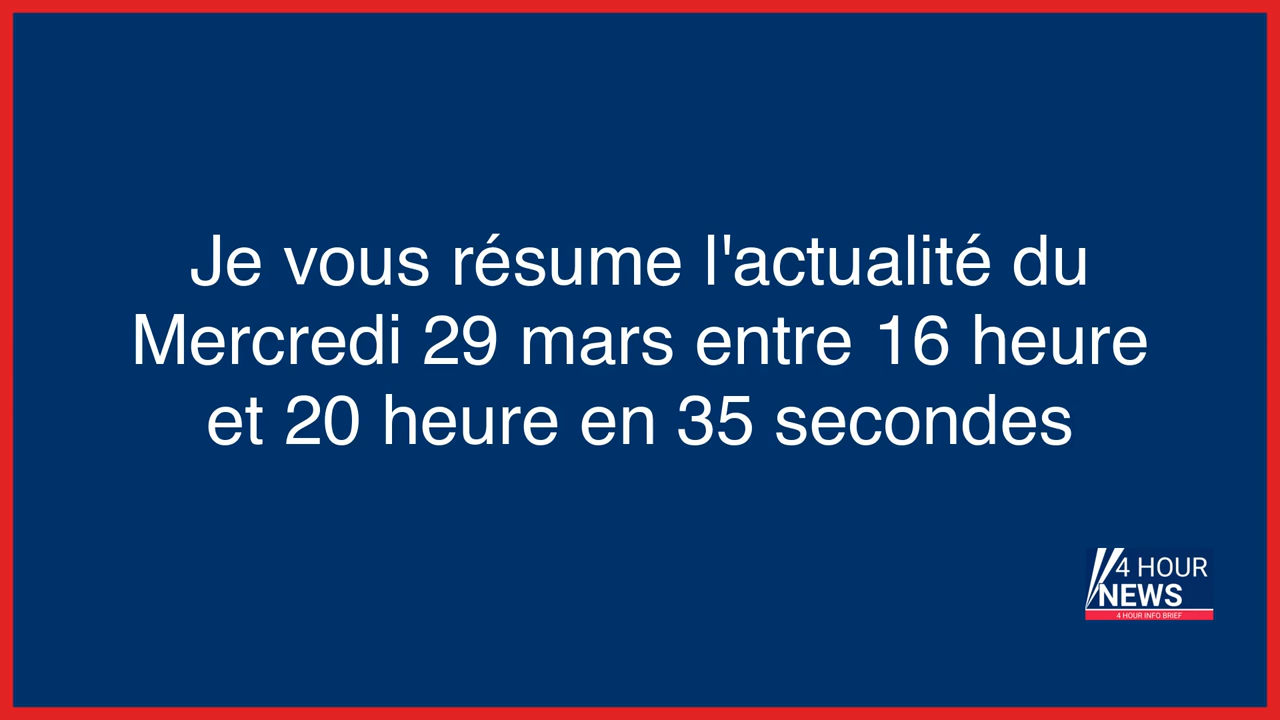 Je vous résume l'actualité du
Mercredi 29 mars entre 16 heure
et 20 heure en 35 secondes
4 HOUR
NEWS
4 HOUR INFO BRIEF